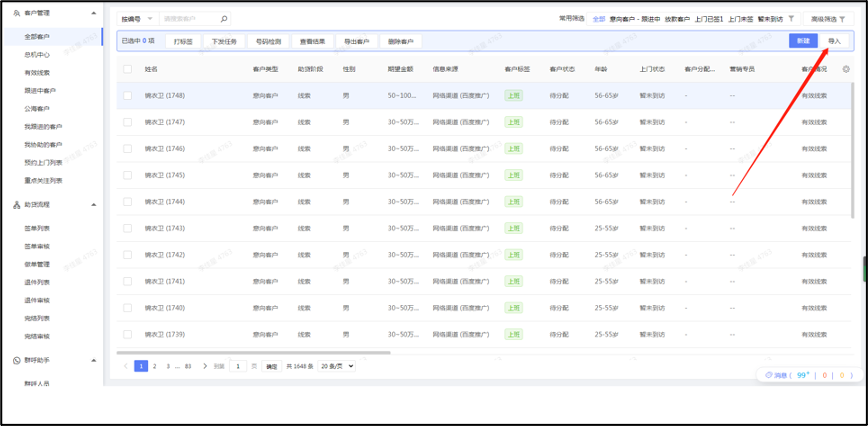 客户管理
全部客户
总机中心
有效线索
跟进中客户
公海客户
我跟进的客户
我协助的客户
预约上门列表
重点关注列表
助贷流程
签单列表
签单审核
做单管理
退件列表
退件审核
完结列表
完结审核
群呼助手
群呼人员
按编号 请搜索客户 常用筛选 全部 意向客户 - 跟进中 放款客户 上门已签1 上门未签 暂未到访 高级筛选
已选中 0 项 打标签 下发任务 号码检测 查看结果 导出客户 删除客户 新建 导入
姓名 客户类型 助贷阶段 性别 期望金额 信息来源 客户标签 客户状态 年龄 上门状态 客户分配... 营销专员 客户情况
锦衣卫 (1748) 意向客户 线索 男 50~100... 网络渠道 (百度推广) 上班 待分配 56-65岁 暂未到访 - -- 有效线索
锦衣卫 (1747) 意向客户 线索 男 30~50万... 网络渠道 (百度推广) 上班 待分配 56-65岁 暂未到访 - -- 有效线索
锦衣卫 (1746) 意向客户 线索 男 30~50万... 网络渠道 (百度推广) 上班 待分配 56-65岁 暂未到访 - -- 有效线索
锦衣卫 (1745) 意向客户 线索 男 30~50万... 网络渠道 (百度推广) 上班 待分配 56-65岁 暂未到访 - -- 有效线索
锦衣卫 (1744) 意向客户 线索 男 30~50万... 网络渠道 (百度推广) 上班 待分配 56-65岁 暂未到访 - -- 有效线索
锦衣卫 (1743) 意向客户 线索 男 30~50万... 网络渠道 (百度推广) 上班 待分配 25-55岁 暂未到访 - -- 有效线索
锦衣卫 (1742) 意向客户 线索 男 30~50万... 网络渠道 (百度推广) 上班 待分配 25-55岁 暂未到访 - -- 有效线索
锦衣卫 (1741) 意向客户 线索 男 30~50万... 网络渠道 (百度推广) 上班 待分配 25-55岁 暂未到访 - -- 有效线索
锦衣卫 (1740) 意向客户 线索 男 30~50万... 网络渠道 (百度推广) 上班 待分配 25-55岁 暂未到访 - -- 有效线索
锦衣卫 (1739) 意向客户 线索 男 30~50万... 网络渠道 (百度推广) 上班 待分配 25-55岁 暂未到访 - -- 有效线索
1 2 3 ... 83 到第 1 页 确定 共 1648 条 20 条/页
消息 ( 99+ | 0 | 0 )